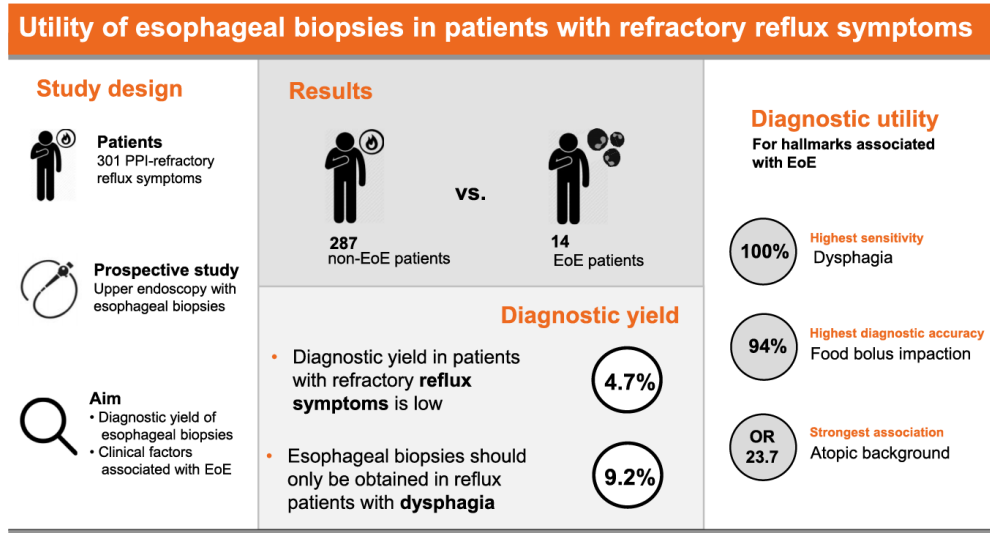 Utility of esophageal biopsies in patients with refractory reflux symptoms
Study design
Patients
301 PPI-refractory
reflux symptoms
Prospective study
Upper endoscopy with
esophageal biopsies
Aim
• Diagnostic yield of
esophageal biopsies
• Clinical factors
associated with EoE
Results
vs.
287
non-EoE patients
14
EoE patients
Diagnostic yield
• Diagnostic yield in patients
with refractory reflux
symptoms is low
4.7%
• Esophageal biopsies should
only be obtained in reflux
patients with dysphagia
9.2%
Diagnostic utility
For hallmarks associated
with EoE
100%
Highest sensitivity
Dysphagia
94%
Highest diagnostic accuracy
Food bolus impaction
OR
23.7
Strongest association
Atopic background